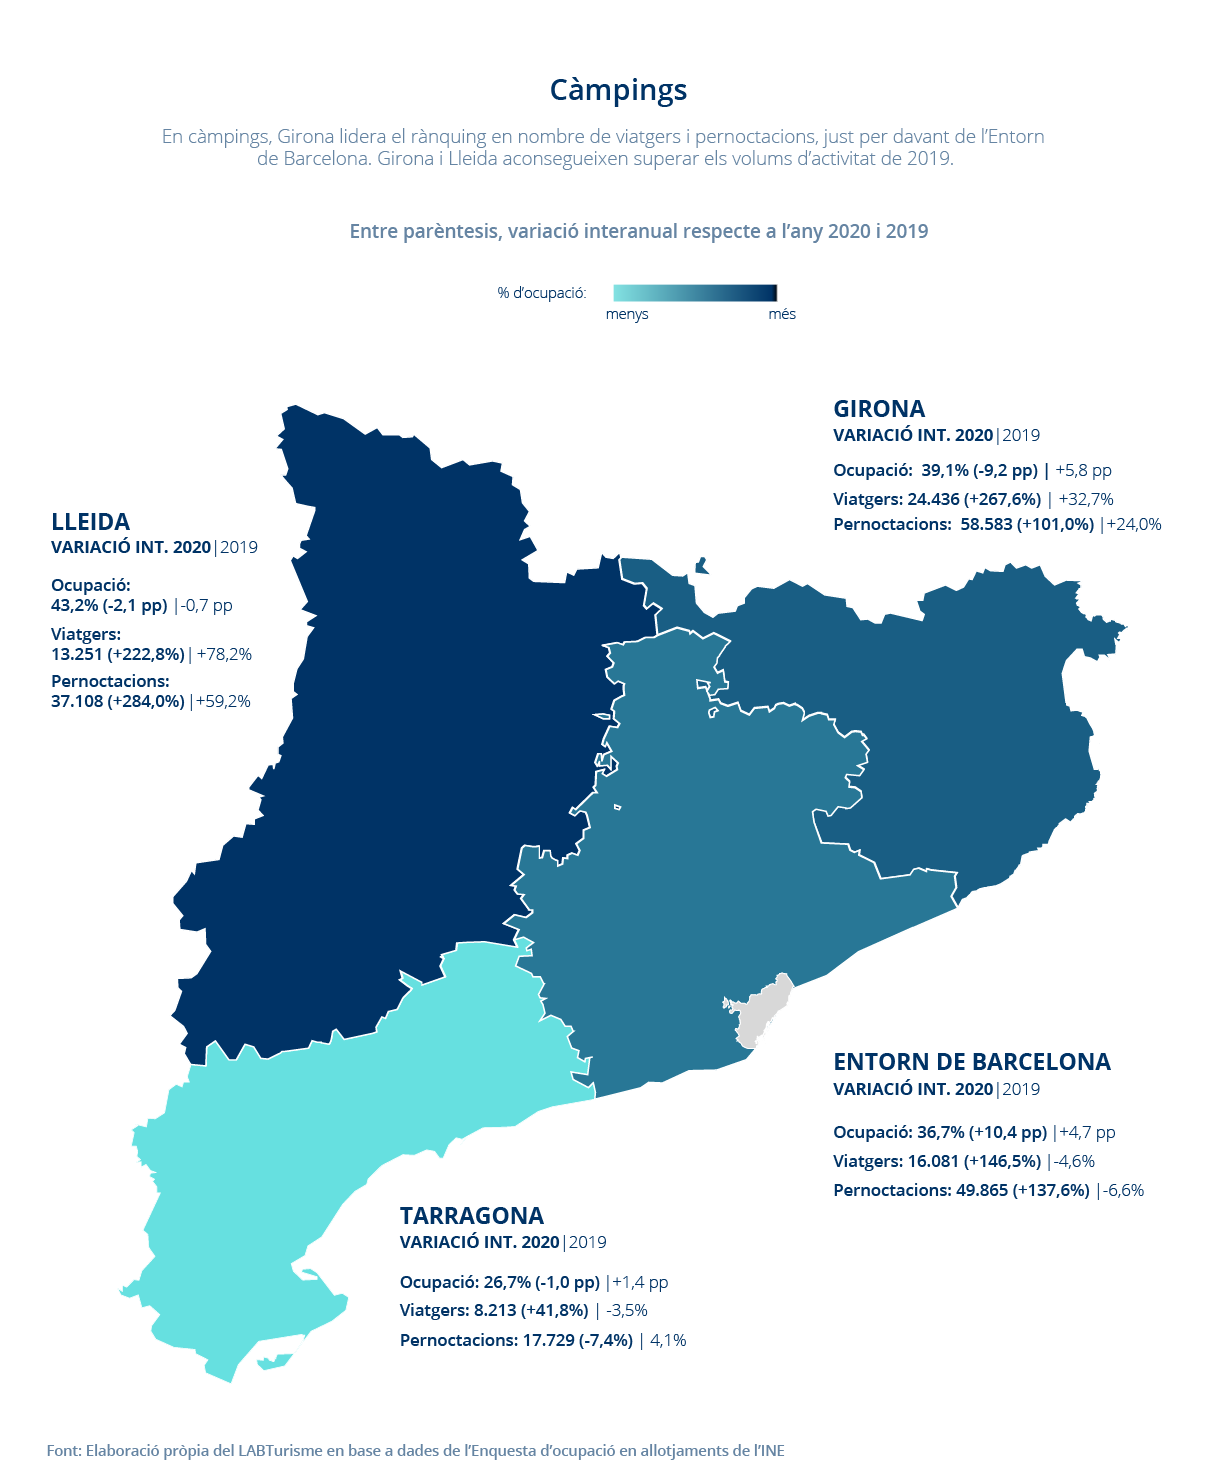 Càmpings
En càmpings, Girona lidera el rànquing en nombre de viatgers i pernoctacions, just per davant de l’Entorn
de Barcelona. Girona i Lleida aconsegueixen superar els volums d’activitat de 2019.
Entre parèntesis, variació interanual respecte a l’any 2020 i 2019
% d’ocupació:
menys més
GIRONA
VARIACIÓ INT. 2020|2019
Ocupació: 39,1% (-9,2 pp) | +5,8 pp
Viatgers: 24.436 (+267,6%) | +32,7%
Pernoctacions: 58.583 (+101,0%) |+24,0%
LLEIDA
VARIACIÓ INT. 2020|2019
Ocupació:
43,2% (-2,1 pp) |-0,7 pp
Viatgers:
13.251 (+222,8%)| +78,2%
Pernoctacions:
37.108 (+284,0%) |+59,2%
ENTORN DE BARCELONA
VARIACIÓ INT. 2020|2019
Ocupació: 36,7% (+10,4 pp) |+4,7 pp
Viatgers: 16.081 (+146,5%) |-4,6%
Pernoctacions: 49.865 (+137,6%) |-6,6%
TARRAGONA
VARIACIÓ INT. 2020|2019
Ocupació: 26,7% (-1,0 pp) |+1,4 pp
Viatgers: 8.213 (+41,8%) | -3,5%
Pernoctacions: 17.729 (-7,4%) | 4,1%
Font: Elaboració pròpia del LABTurisme en base a dades de l’Enquesta d’ocupació en allotjaments de l’INE